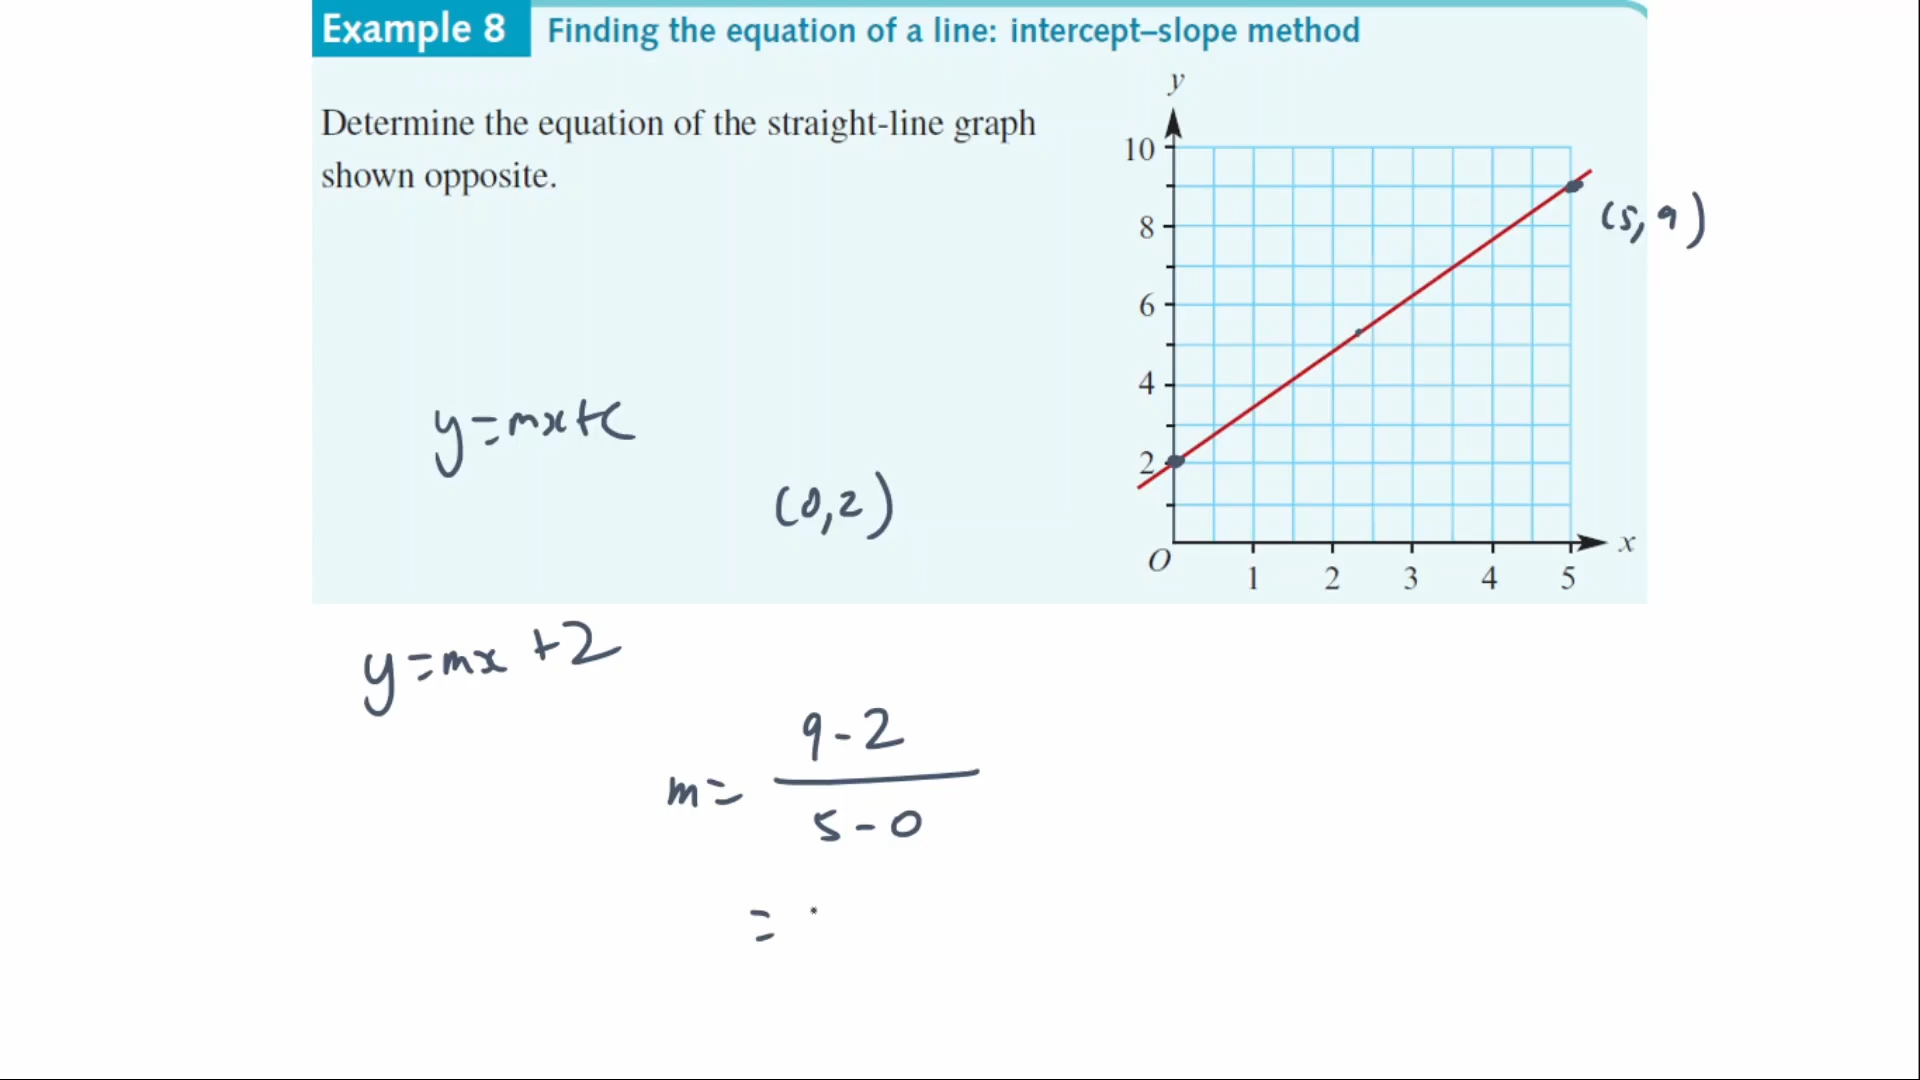 Example 8 Finding the equation of a line: intercept–slope method
Determine the equation of the straight-line graph
shown opposite.
y
10
8
6
4
2
O
1 2 3 4 5
x
(5, 9)
y=mx+c
(0,2)
y=mx +2
m= 9-2
5-0
=